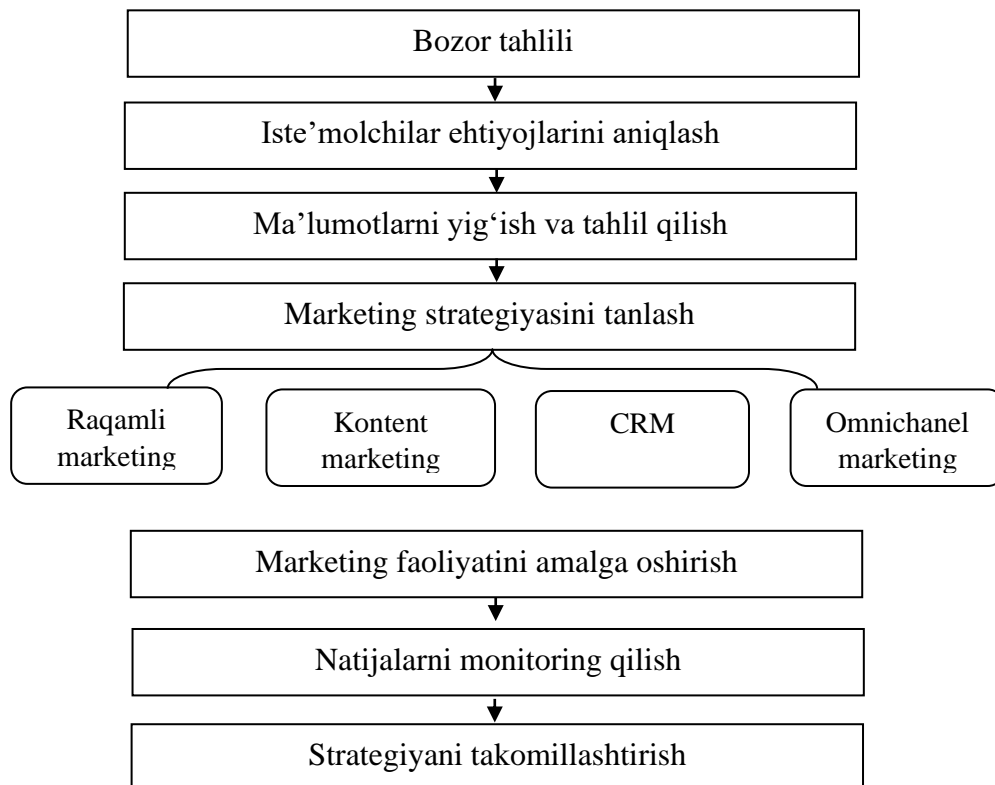 Bozor tahlili
Iste’molchilar ehtiyojlarini aniqlash
Ma’lumotlarni yig‘ish va tahlil qilish
Marketing strategiyasini tanlash
Raqamli
marketing
Kontent
marketing
CRM
Omnichanel
marketing
Marketing faoliyatini amalga oshirish
Natijalarni monitoring qilish
Strategiyani takomillashtirish